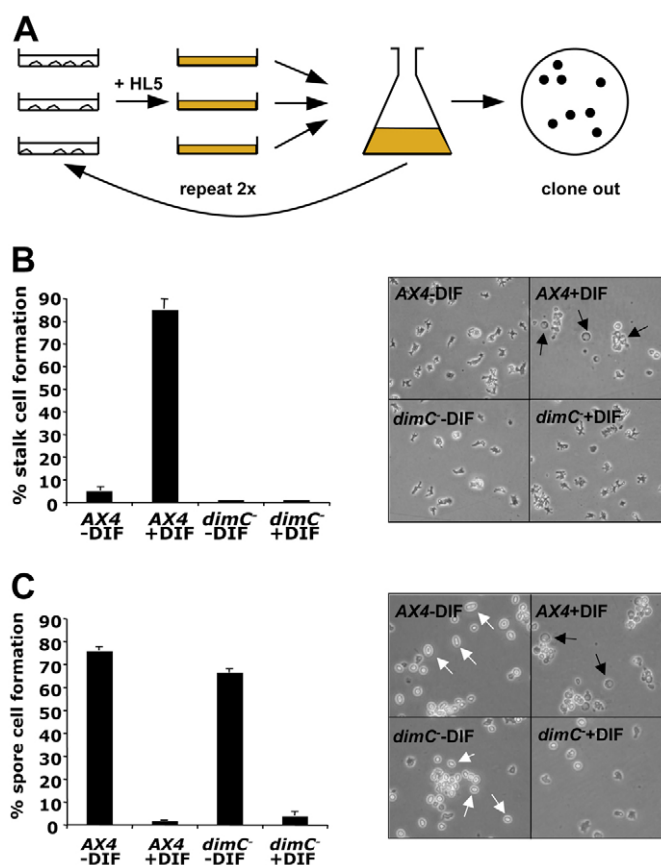 A
+ HL5
repeat 2x
clone out
B
% stalk cell formation
90
80
70
60
50
40
30
20
10
0
AX4 -DIF
AX4 +DIF
dimC- -DIF
dimC- +DIF
AX4-DIF
AX4+DIF
dimC--DIF
dimC-+DIF
C
% spore cell formation
90
80
70
60
50
40
30
20
10
0
AX4 -DIF
AX4 +DIF
dimC- -DIF
dimC- +DIF
AX4-DIF
AX4+DIF
dimC--DIF
dimC-+DIF